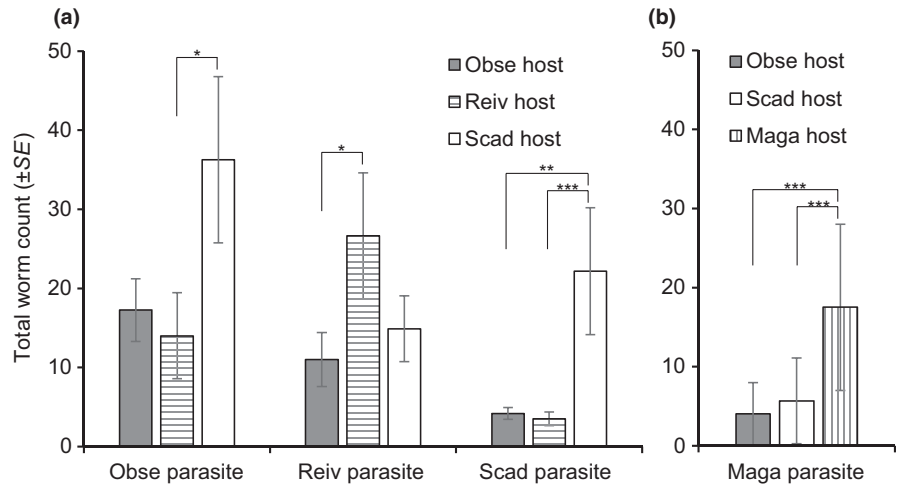 (a)
Total worm count (±SE)
50
40
30
20
10
0
Obse host
Reiv host
Scad host
*
*
**
***
Obse parasite
Reiv parasite
Scad parasite
(b)
50
40
30
20
10
0
Obse host
Scad host
Maga host
***
***
Maga parasite